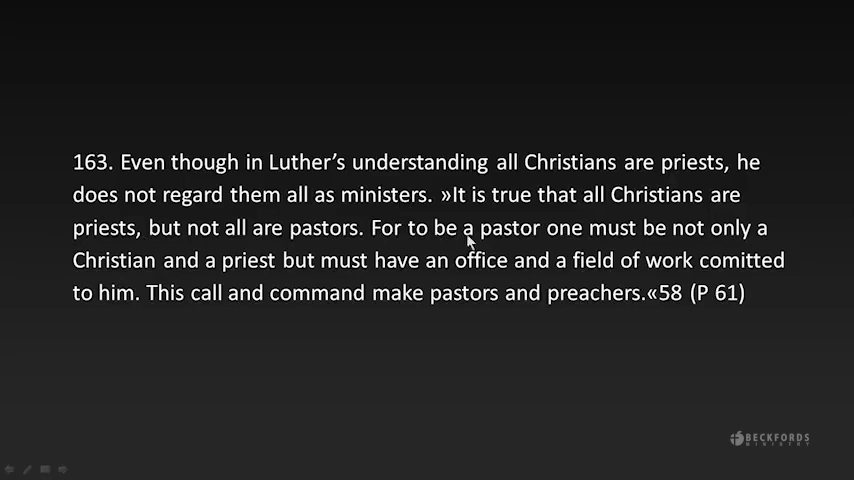 163. Even though in Luther’s understanding all Christians are priests, he
does not regard them all as ministers. »It is true that all Christians are
priests, but not all are pastors. For to be a pastor one must be not only a
Christian and a priest but must have an office and a field of work comitted
to him. This call and command make pastors and preachers.«58 (P 61)
BECKFORDS
MINISTRY